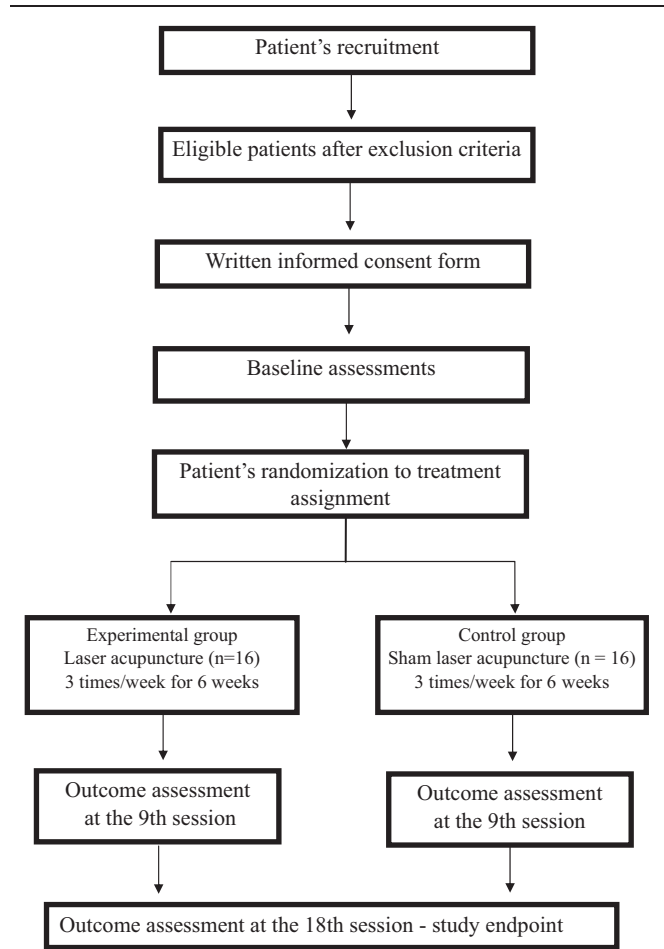 Patient’s recruitment
Eligible patients after exclusion criteria
Written informed consent form
Baseline assessments
Patient’s randomization to treatment
assignment
Experimental group
Laser acupuncture (n=16)
3 times/week for 6 weeks
Control group
Sham laser acupuncture (n = 16)
3 times/week for 6 weeks
Outcome assessment
at the 9th session
Outcome assessment
at the 9th session
Outcome assessment at the 18th session - study endpoint